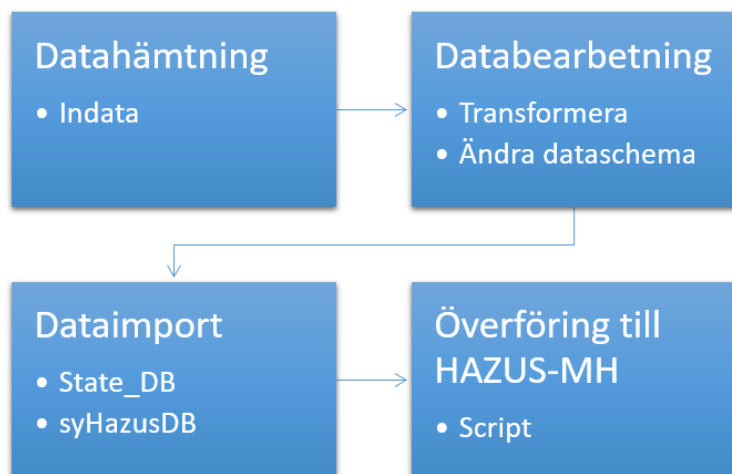 Datahämtning
• Indata
Databearbetning
• Transformera
• Ändra dataschema
Dataimport
• State_DB
• syHazusDB
Överföring till
HAZUS-MH
• Script